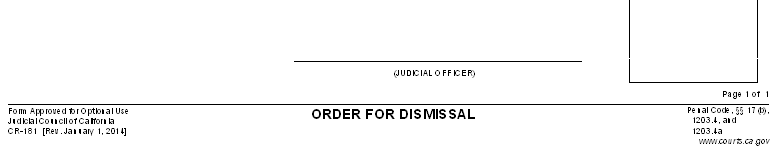 (JUDICIAL OFFICER)
Page 1 of 1
Form Approved for Optional Use
Judicial Council of California
CR-181 [Rev. January 1, 2014]
ORDER FOR DISMISSAL
Penal Code, §§ 17(b),
1203.4, and
1203.4a
www.courts.ca.gov